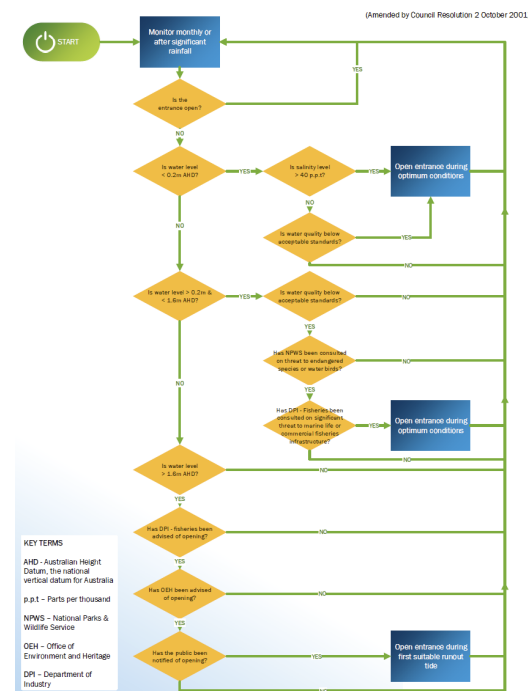 (Amended by Council Resolution 2 October 2001
START
Monitor monthly or
after significant
rainfall
YES
Is the
entrance open?
NO
Is water level
< 0.2m AHD?
YES
Is salinity level
> 40 p.p.t?
YES
Open entrance during
optimum conditions
NO
NO
Is water quality below
acceptable standards?
YES
NO
Is water level > 0.2m &
< 1.6m AHD?
YES
Is water quality below
acceptable standards?
NO
YES
Has NPWS been consulted
on threat to endangered
species or water birds?
NO
NO
YES
Has DPI - Fisheries been
consulted on significant
threat to marine life or
commercial fisheries
infrastructure?
YES
Open entrance during
optimum conditions
NO
Is water level
> 1.6m AHD?
NO
YES
Has DPI - fisheries been
advised of opening?
NO
YES
Has OEH been advised
of opening?
NO
YES
Has the public been
notified of opening?
YES
Open entrance during
first suitable runout
tide
NO
KEY TERMS
AHD - Australian Height
Datum, the national
vertical datum for Australia
p.p.t – Parts per thousand
NPWS – National Parks &
Wildlife Service
OEH – Office of
Environment and Heritage
DPI – Department of
Industry